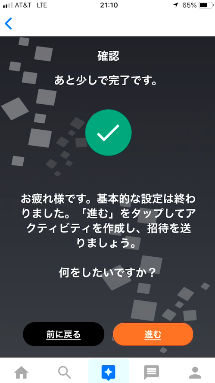 AT&T LTE 21:10 65%
確認
あと少しで完了です。
お疲れ様です。基本的な設定は終わ
りました。「進む」をタップしてア
クティビティを作成し、招待を送
りましょう。
何をしたいですか？
前に戻る 進む